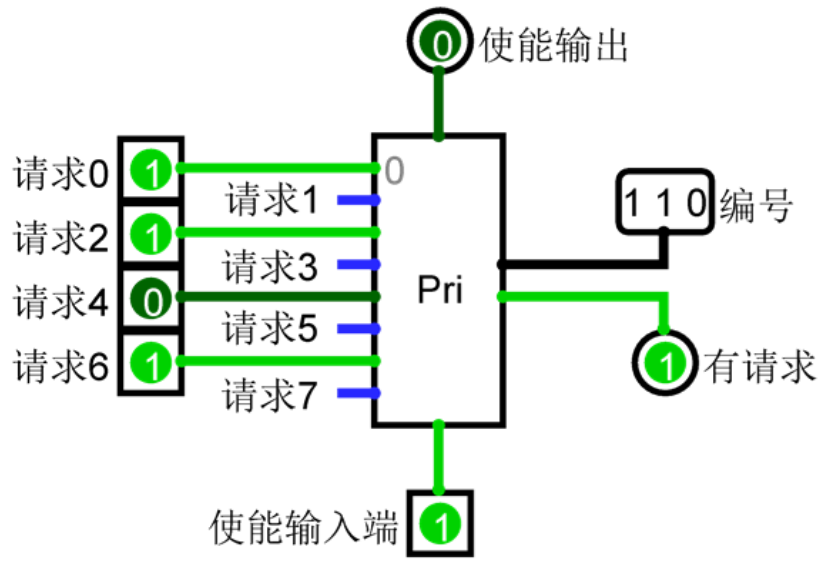 0 使能输出
请求0 1 0
请求1
请求2 1
请求3
请求4 0
请求5
请求6 1
请求7
Pri
1 1 0 编号
1 有请求
使能输入端 1